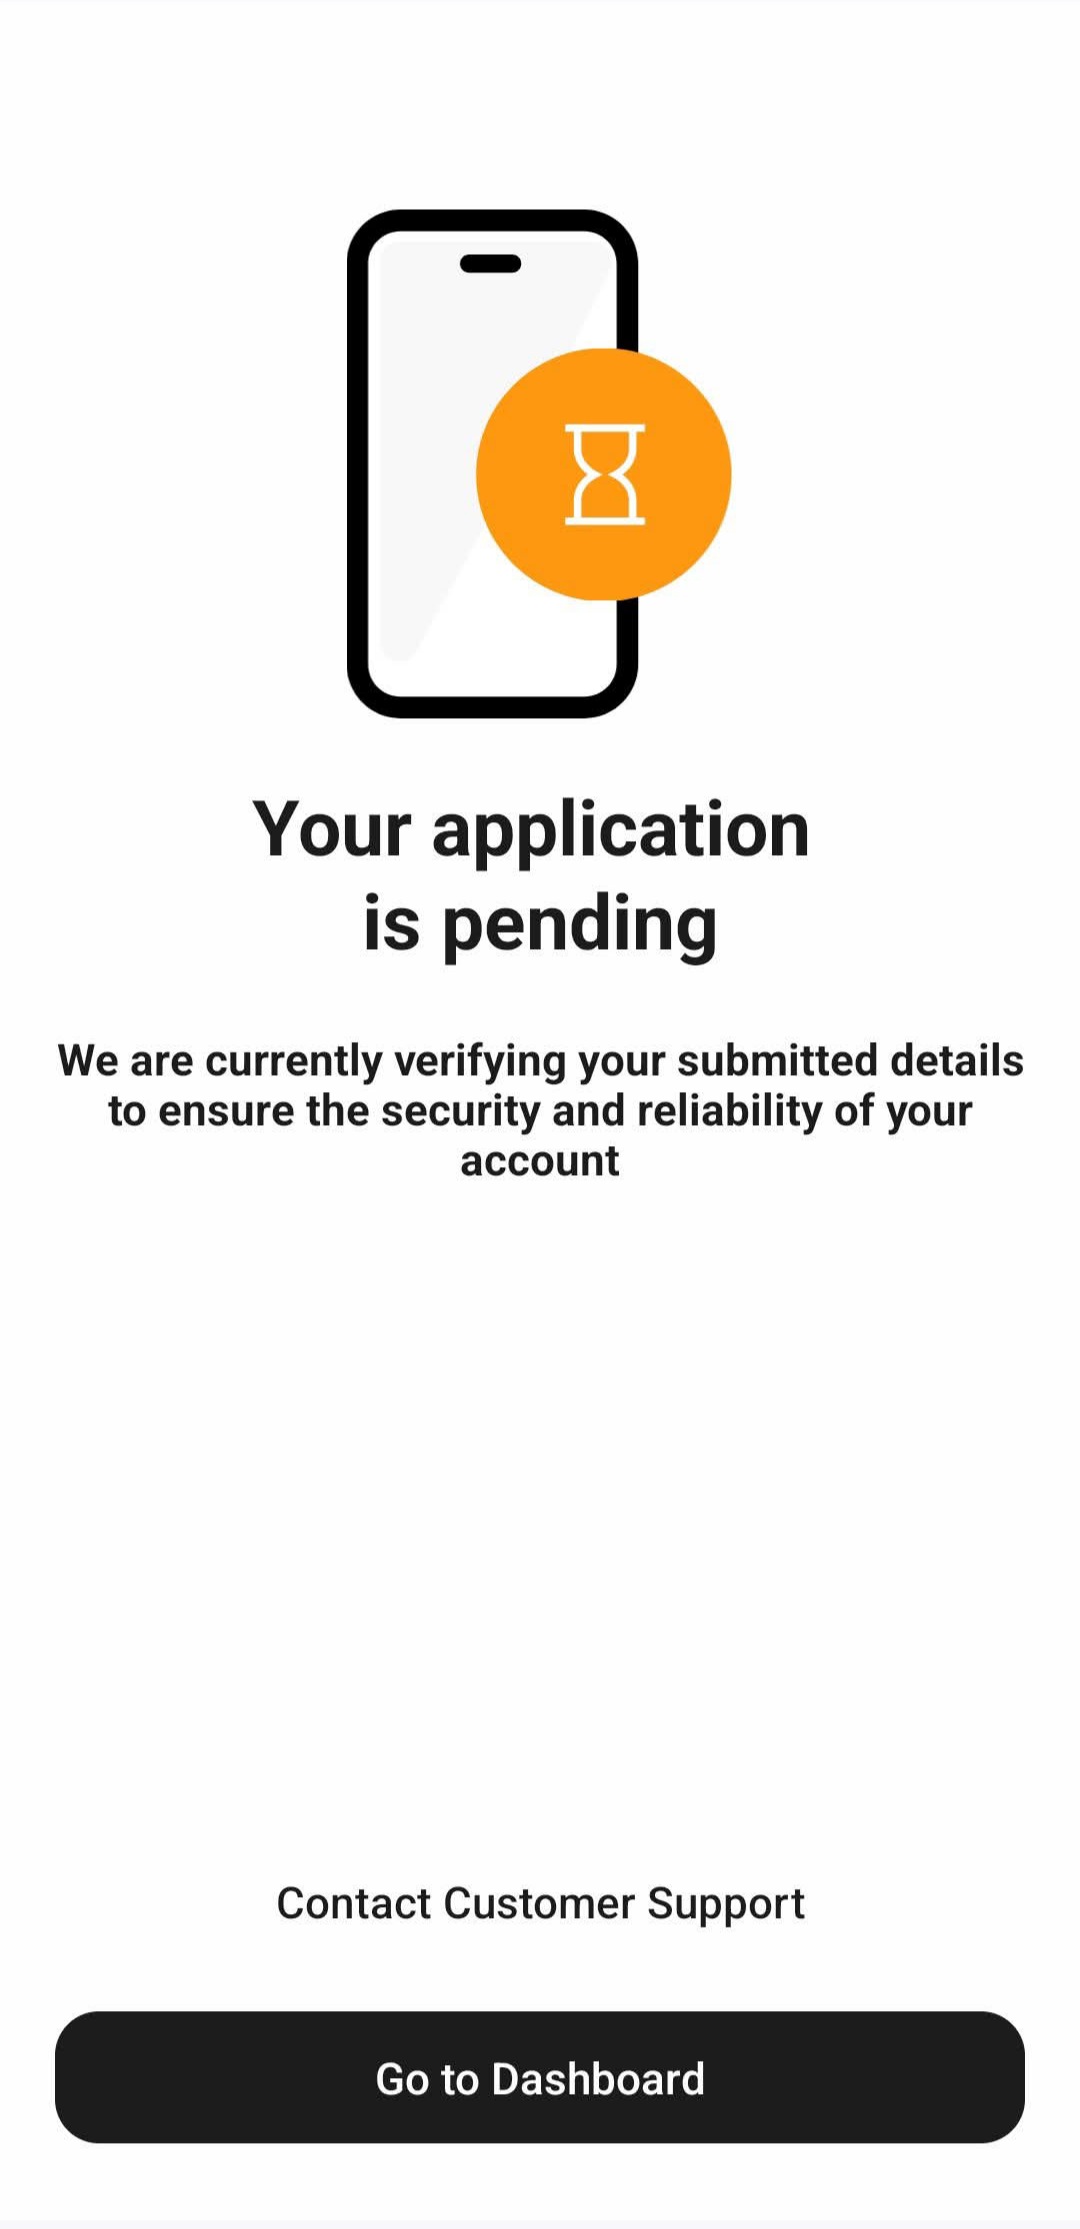 Your application
is pending
We are currently verifying your submitted details
to ensure the security and reliability of your
account
Contact Customer Support
Go to Dashboard